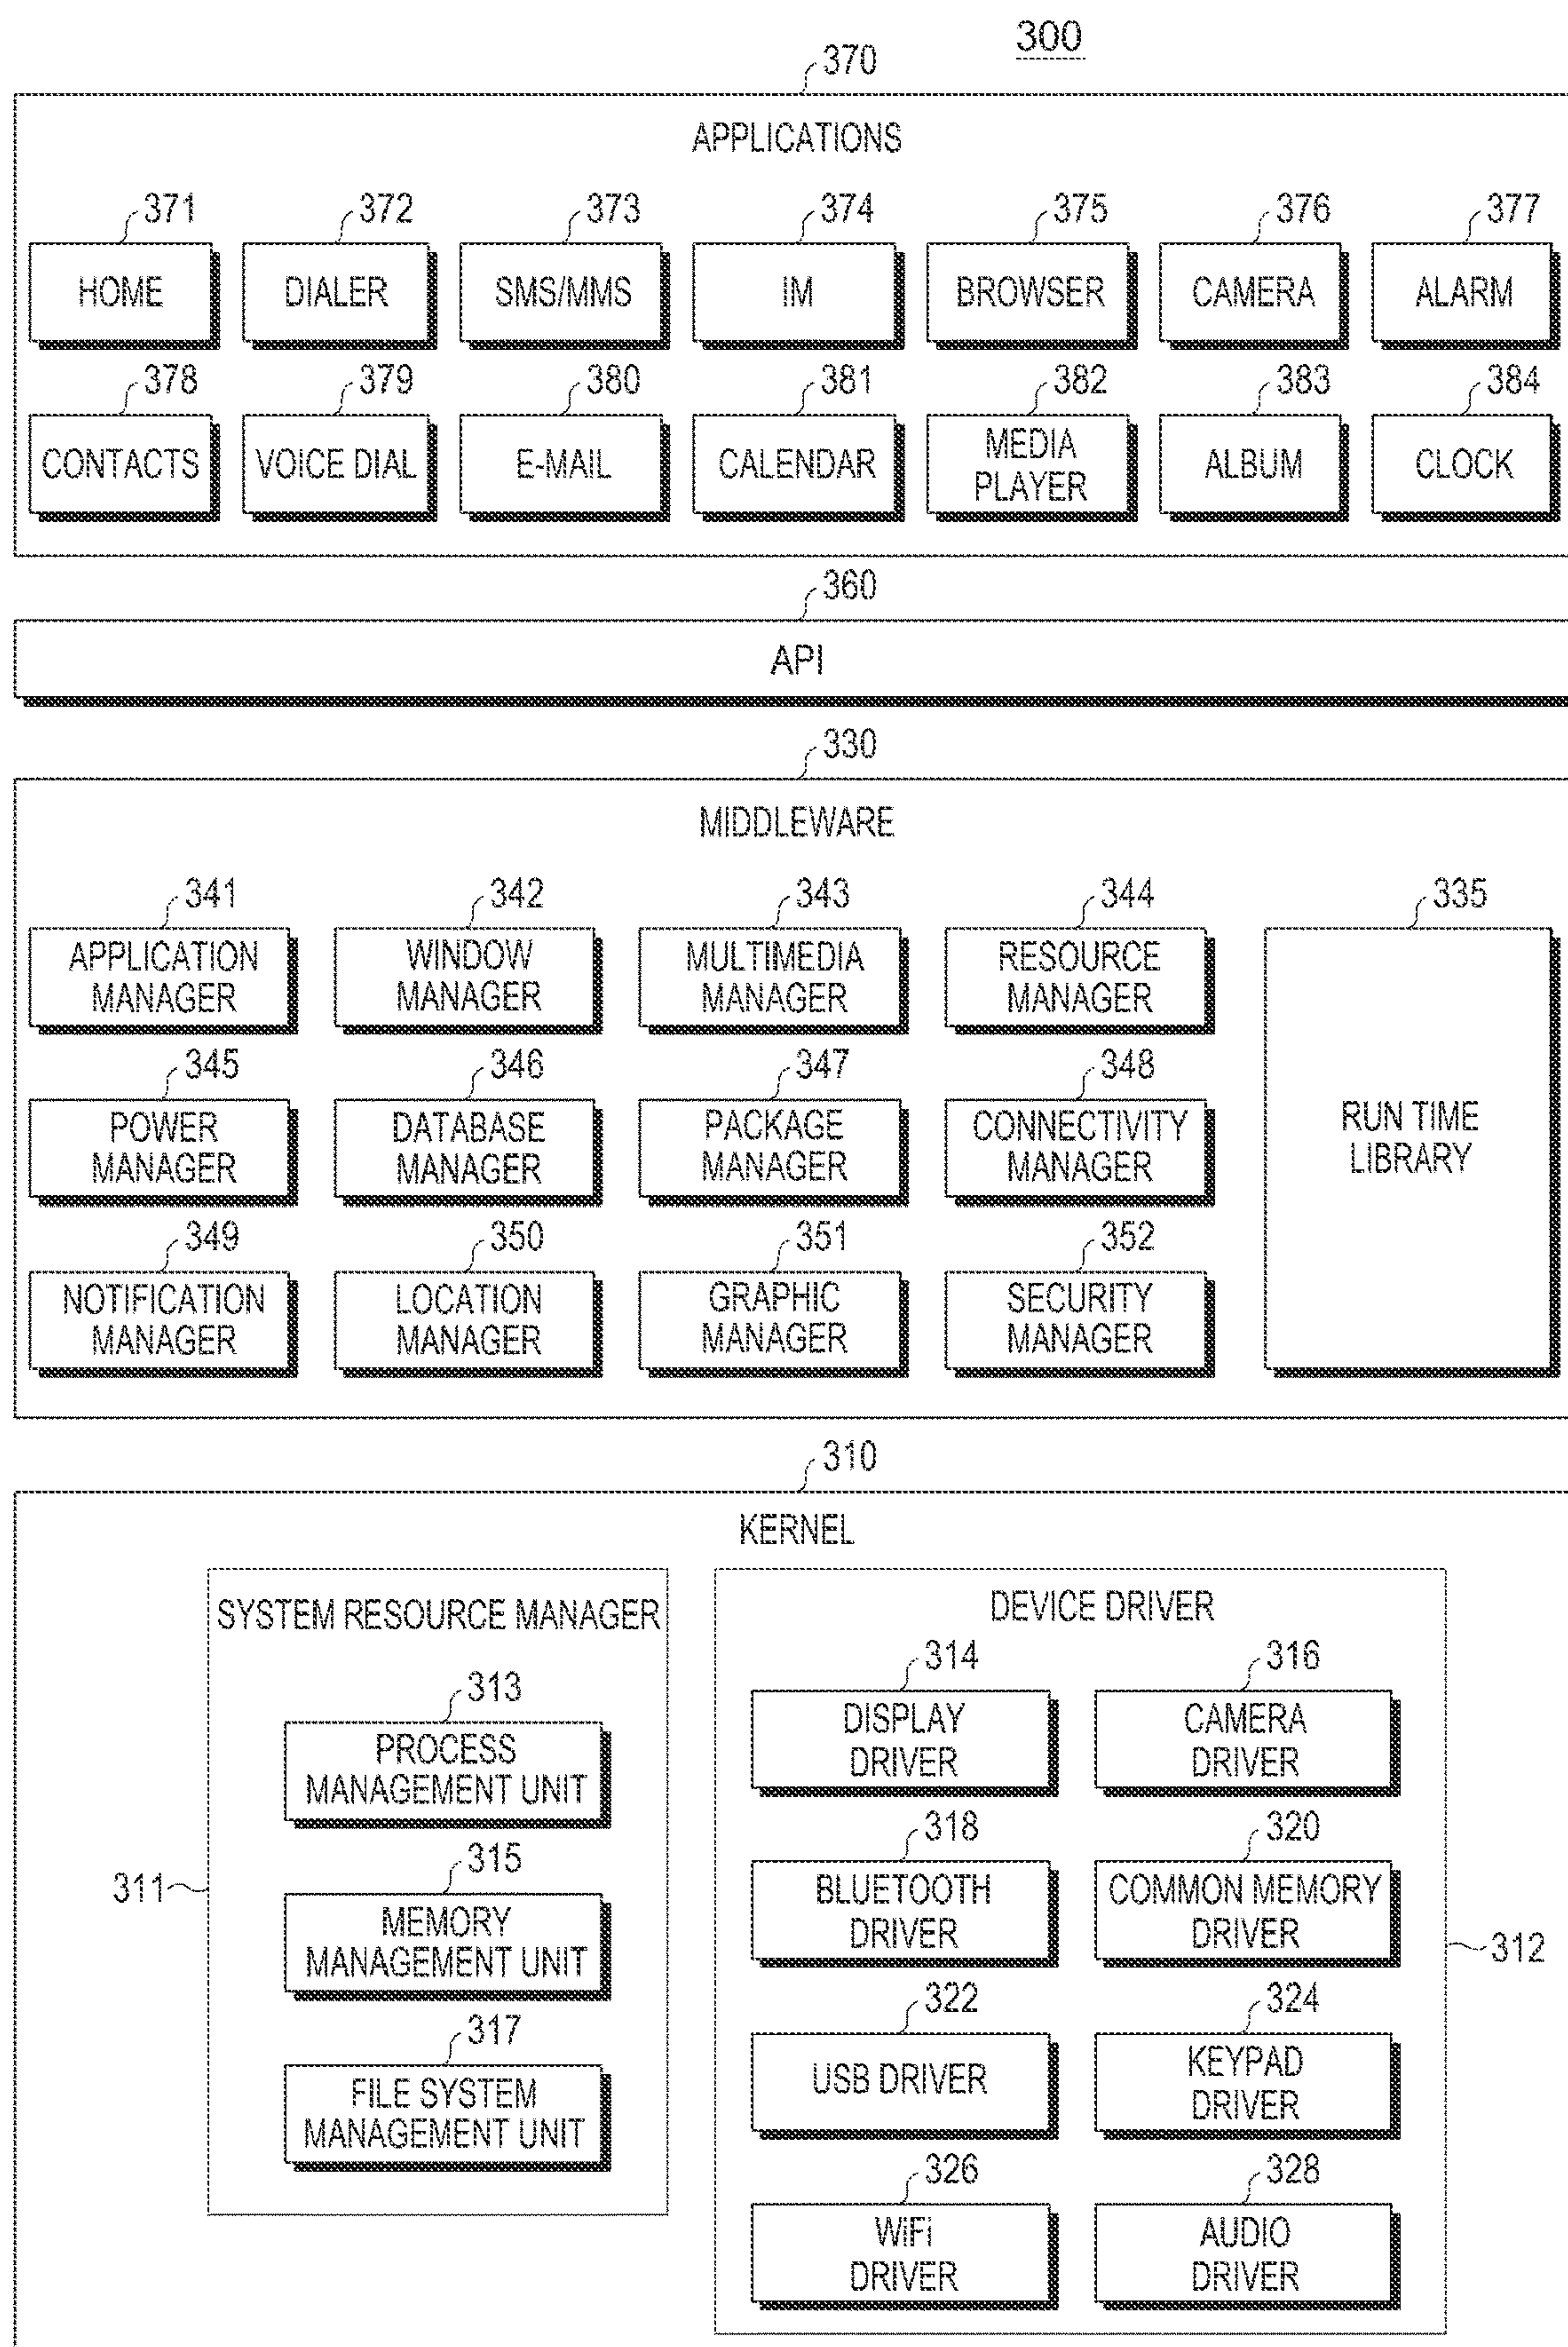 300
370
APPLICATIONS
371 372 373 374 375 376 377
HOME DIALER SMS/MMS IM BROWSER CAMERA ALARM
378 379 380 381 382 383 384
CONTACTS VOICE DIAL E-MAIL CALENDAR MEDIA PLAYER ALBUM CLOCK
360
API
330
MIDDLEWARE
341 342 343 344 335
APPLICATION MANAGER WINDOW MANAGER MULTIMEDIA MANAGER RESOURCE MANAGER
345 346 347 348
POWER MANAGER DATABASE MANAGER PACKAGE MANAGER CONNECTIVITY MANAGER
RUN TIME
LIBRARY
349 350 351 352
NOTIFICATION MANAGER LOCATION MANAGER GRAPHIC MANAGER SECURITY MANAGER
310
KERNEL
SYSTEM RESOURCE MANAGER
313
PROCESS
MANAGEMENT UNIT
311
315
MEMORY
MANAGEMENT UNIT
317
FILE SYSTEM
MANAGEMENT UNIT
DEVICE DRIVER
314 316
DISPLAY DRIVER CAMERA DRIVER
318 320
BLUETOOTH DRIVER COMMON MEMORY DRIVER
312
322 324
USB DRIVER KEYPAD DRIVER
326 328
WiFi DRIVER AUDIO DRIVER